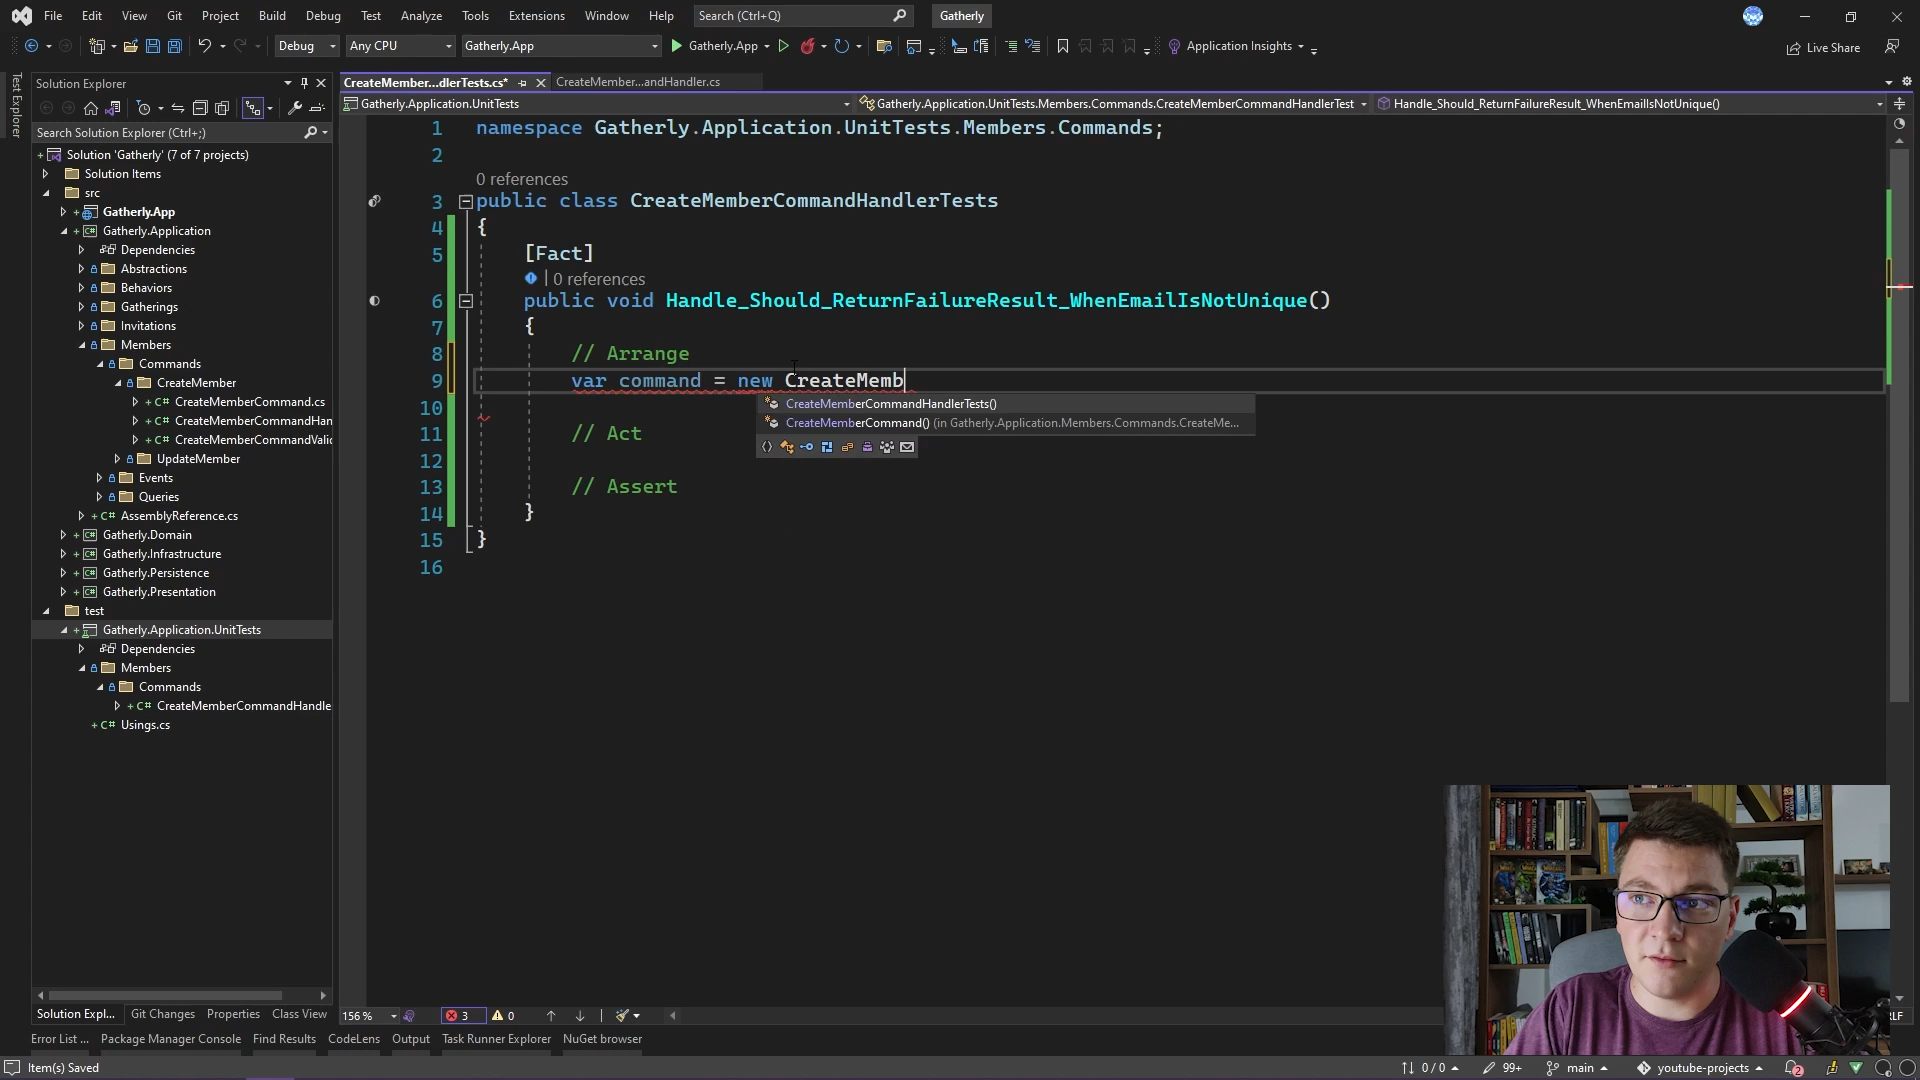 File Edit View Git Project Build Debug Test Analyze Tools Extensions Window Help Search (Ctrl+Q) Gatherly
Debug Any CPU Gatherly.App Gatherly.App Application Insights Live Share
Test Explorer
Solution Explorer
Search Solution Explorer (Ctrl+;)
Solution 'Gatherly' (7 of 7 projects)
Solution Items
src
Gatherly.App
Gatherly.Application
Dependencies
Abstractions
Behaviors
Gatherings
Invitations
Members
Commands
CreateMember
C# CreateMemberCommand.cs
C# CreateMemberCommandHan
C# CreateMemberCommandValic
UpdateMember
Events
Queries
C# AssemblyReference.cs
Gatherly.Domain
Gatherly.Infrastructure
Gatherly.Persistence
Gatherly.Presentation
test
Gatherly.Application.UnitTests
Dependencies
Members
Commands
C# CreateMemberCommandHandle
C# Usings.cs
Solution Expl... Git Changes Properties Class View
CreateMember...dlerTests.cs* CreateMember...andHandler.cs
Gatherly.Application.UnitTests Gatherly.Application.UnitTests.Members.Commands.CreateMemberCommandHandlerTest Handle_Should_ReturnFailureResult_WhenEmailIsNotUnique()
1 namespace Gatherly.Application.UnitTests.Members.Commands;
2
0 references
3 public class CreateMemberCommandHandlerTests
4 {
5 [Fact]
0 references
6 public void Handle_Should_ReturnFailureResult_WhenEmailIsNotUnique()
7 {
8 // Arrange
9 var command = new CreateMemb
CreateMemberCommandHandlerTests()
CreateMemberCommand() (in Gatherly.Application.Members.Commands.CreateMe...
10
11 // Act
12
13 // Assert
14 }
15 }
16
156 % 3 0
Error List ... Package Manager Console Find Results CodeLens Output Task Runner Explorer NuGet browser
Item(s) Saved 0 / 0 99+ main youtube-projects 2